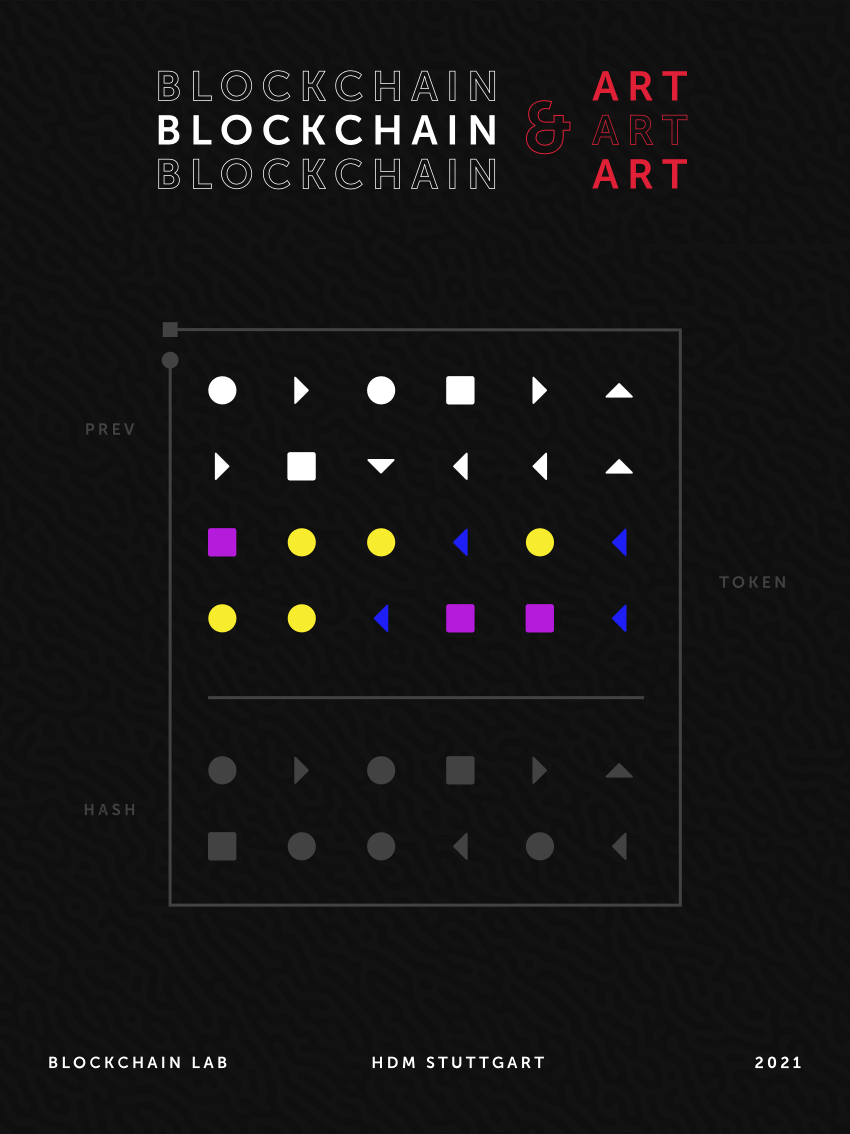 BLOCKCHAIN ART
BLOCKCHAIN & ART
BLOCKCHAIN ART
PREV
TOKEN
HASH
BLOCKCHAIN LAB HDM STUTTGART 2021